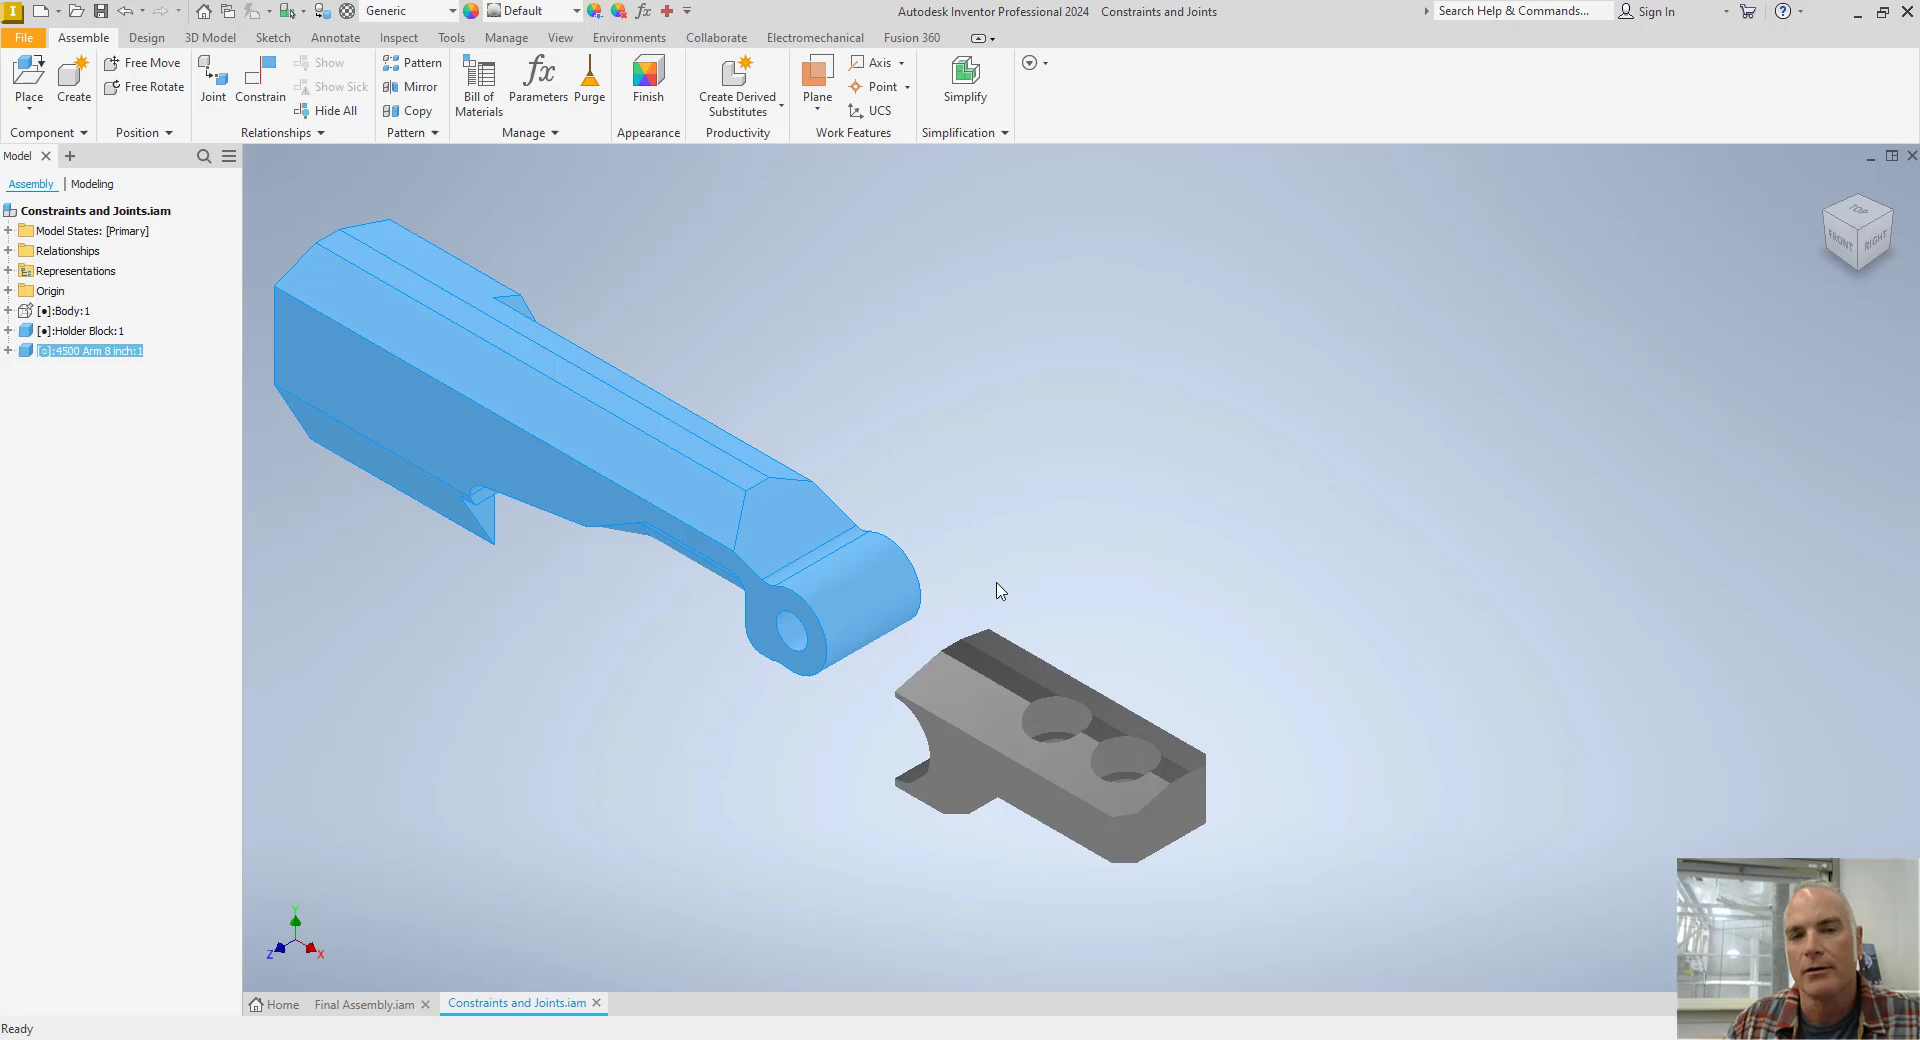 Generic
Default
Autodesk Inventor Professional 2024 Constraints and Joints
Search Help & Commands...
Sign In
File Assemble Design 3D Model Sketch Annotate Inspect Tools Manage View Environments Collaborate Electromechanical Fusion 360
Place
Create
Component
Free Move
Free Rotate
Position
Joint
Constrain
Show
Show Sick
Hide All
Relationships
Pattern
Mirror
Copy
Pattern
Bill of
Materials
fx
Parameters
Purge
Manage
Finish
Appearance
Create Derived
Substitutes
Productivity
Plane
Axis
Point
UCS
Work Features
Simplify
Simplification
Model
Assembly | Modeling
Constraints and Joints.iam
Model States: [Primary]
Relationships
Representations
Origin
[●]:Body:1
[●]:Holder Block:1
[○]:4500 Arm 8 inch:1
TOP
FRONT
RIGHT
Y
Z
X
Home
Final Assembly.iam
Constraints and Joints.iam
Ready